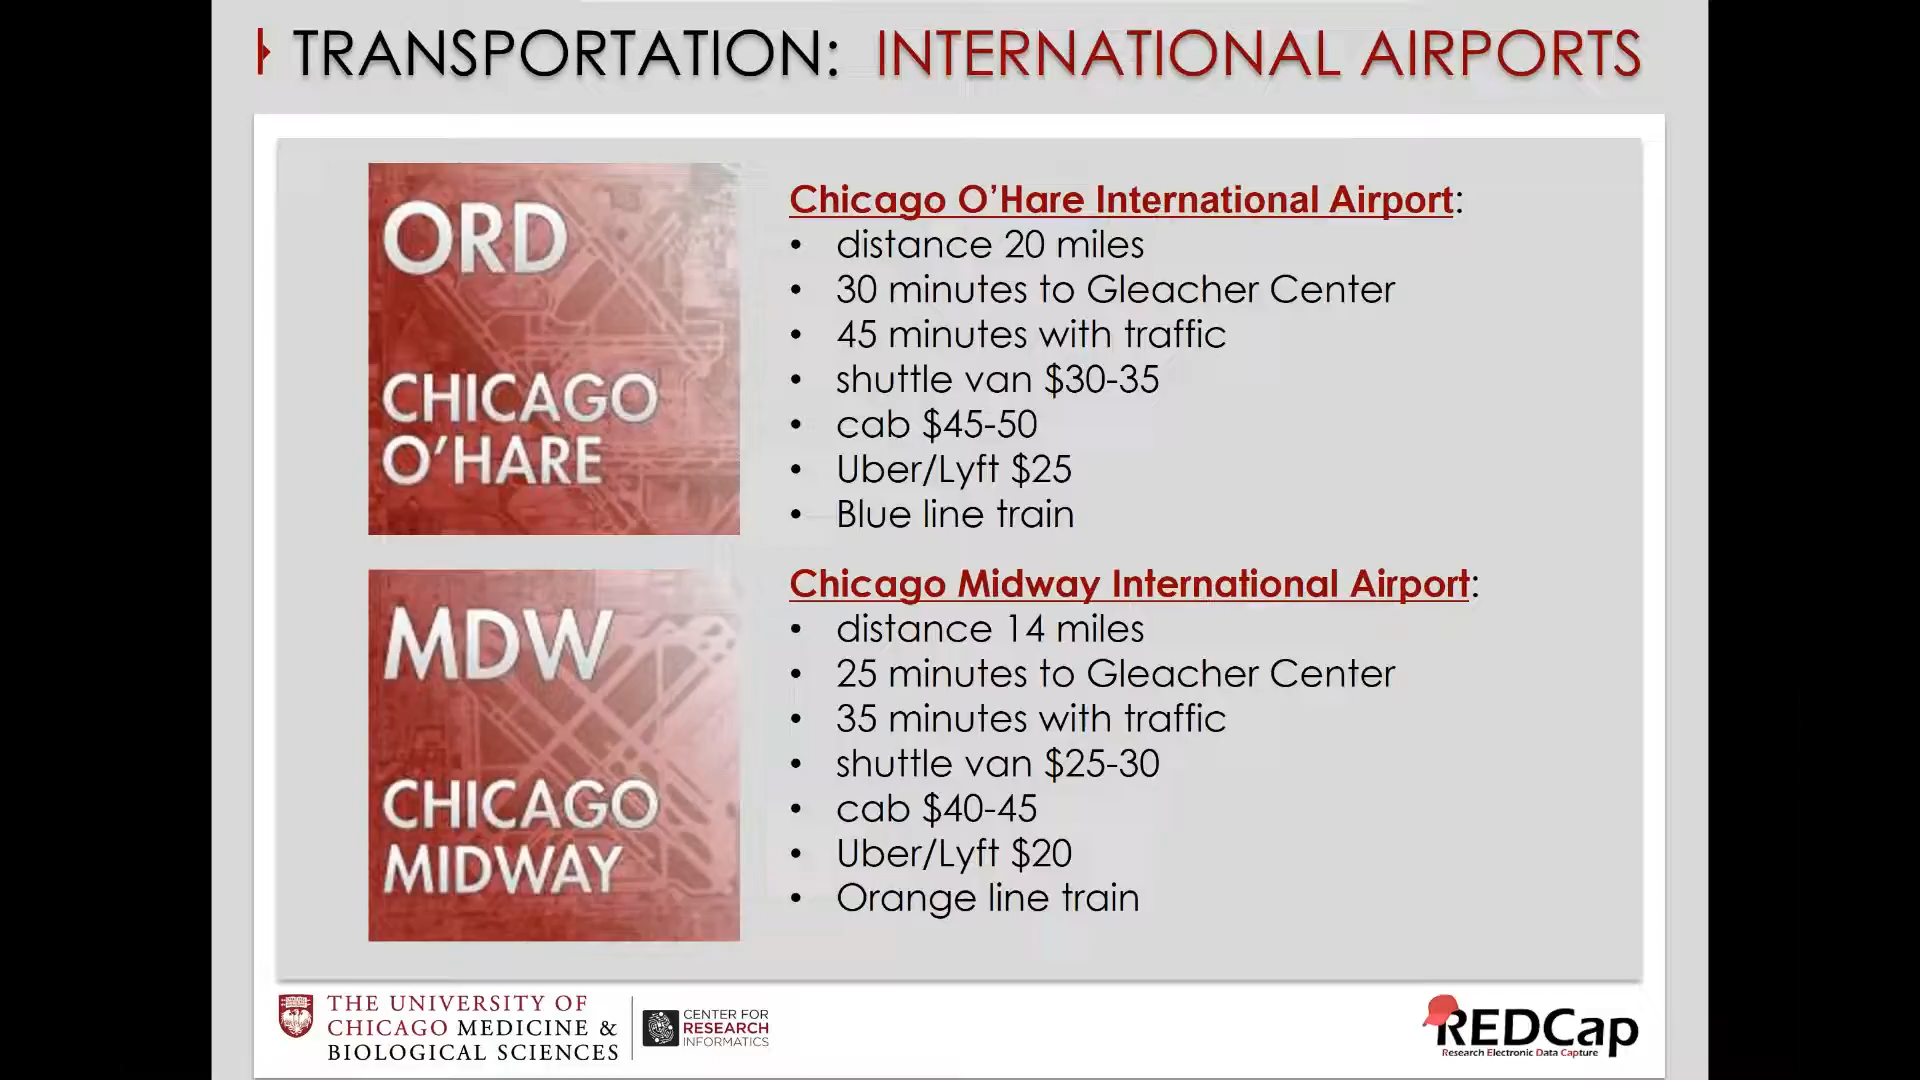 TRANSPORTATION: INTERNATIONAL AIRPORTS
ORD
CHICAGO
O'HARE
Chicago O’Hare International Airport:
• distance 20 miles
• 30 minutes to Gleacher Center
• 45 minutes with traffic
• shuttle van $30-35
• cab $45-50
• Uber/Lyft $25
• Blue line train
MDW
CHICAGO
MIDWAY
Chicago Midway International Airport:
• distance 14 miles
• 25 minutes to Gleacher Center
• 35 minutes with traffic
• shuttle van $25-30
• cab $40-45
• Uber/Lyft $20
• Orange line train
THE UNIVERSITY OF
CHICAGO MEDICINE &
BIOLOGICAL SCIENCES
CENTER FOR
RESEARCH
INFORMATICS
REDCap
Research Electronic Data Capture